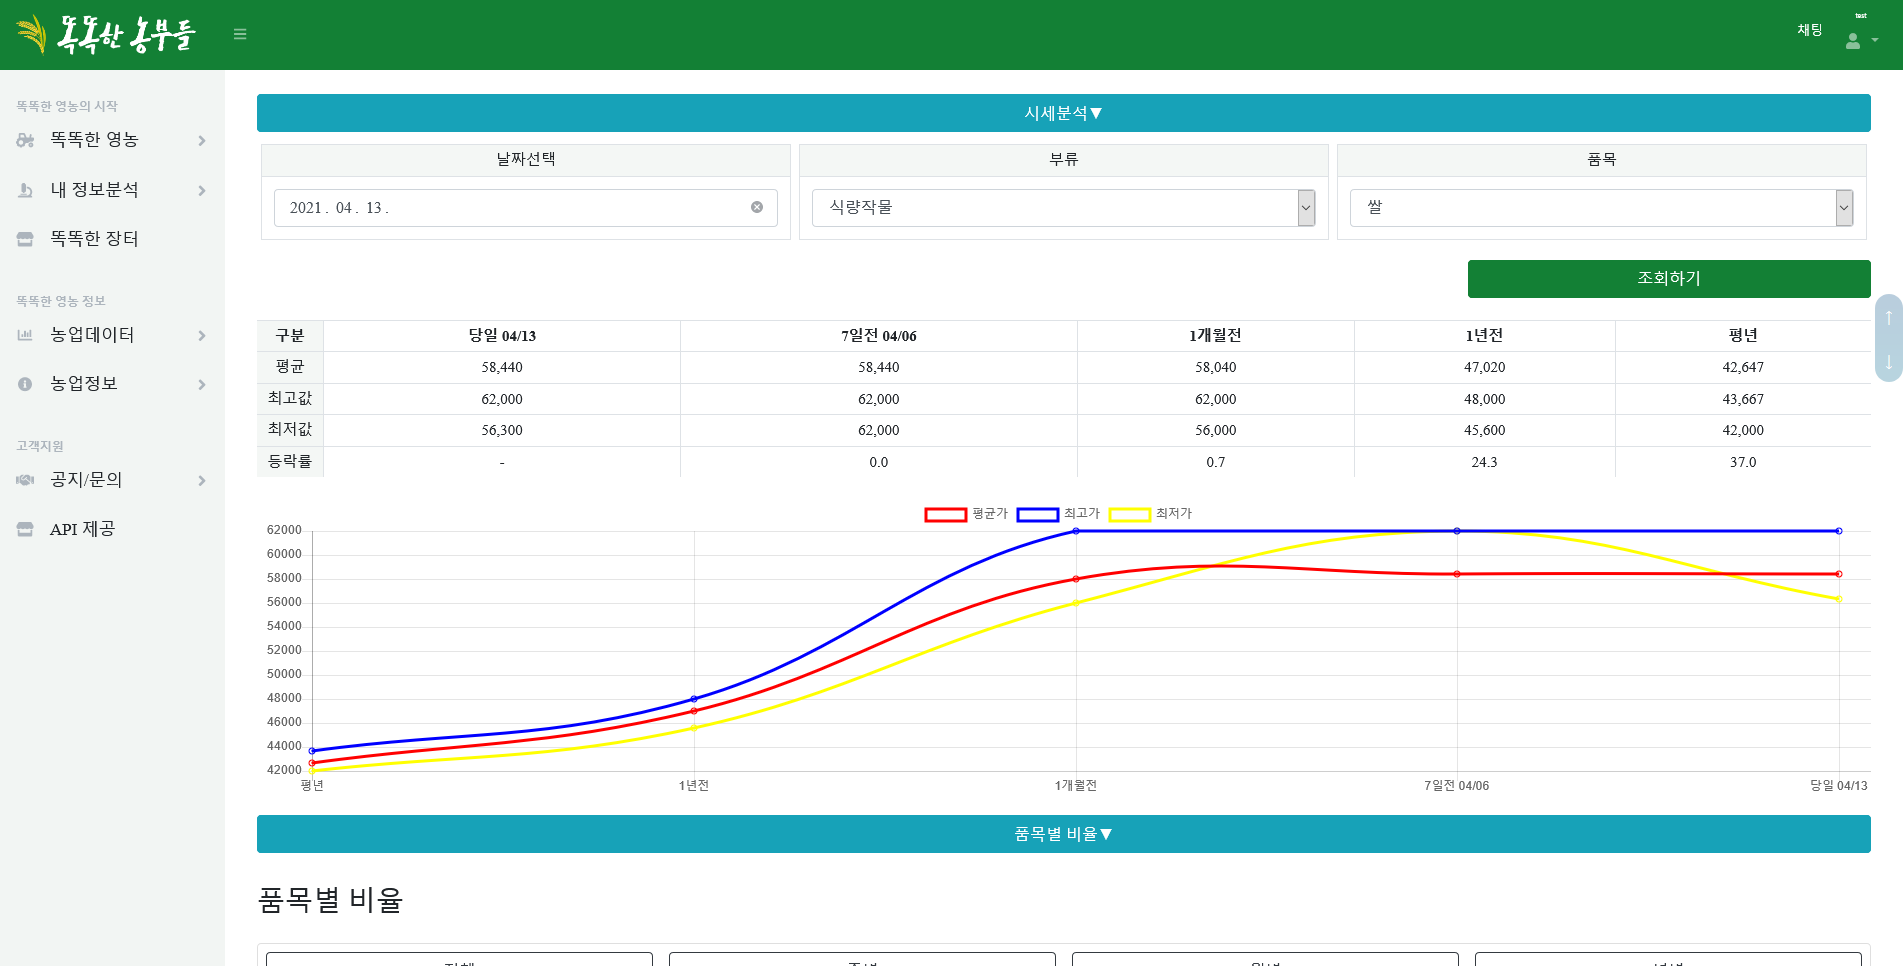 똑똑한 농부들
채팅
test
똑똑한 영농의 시작
똑똑한 영농
내 정보분석
똑똑한 장터
똑똑한 영농 정보
농업데이터
농업정보
고객지원
공지/문의
API 제공
시세분석▼
날짜선택 부류 품목
2021. 04. 13. 식량작물 쌀
조회하기
구분 당일 04/13 7일전 04/06 1개월전 1년전 평년
평균 58,440 58,440 58,040 47,020 42,647
최고값 62,000 62,000 62,000 48,000 43,667
최저값 56,300 62,000 56,000 45,600 42,000
등락률 - 0.0 0.7 24.3 37.0
평균가 최고가 최저가
62000
60000
58000
56000
54000
52000
50000
48000
46000
44000
42000
평년 1년전 1개월전 7일전 04/06 당일 04/13
품목별 비율▼
품목별 비율